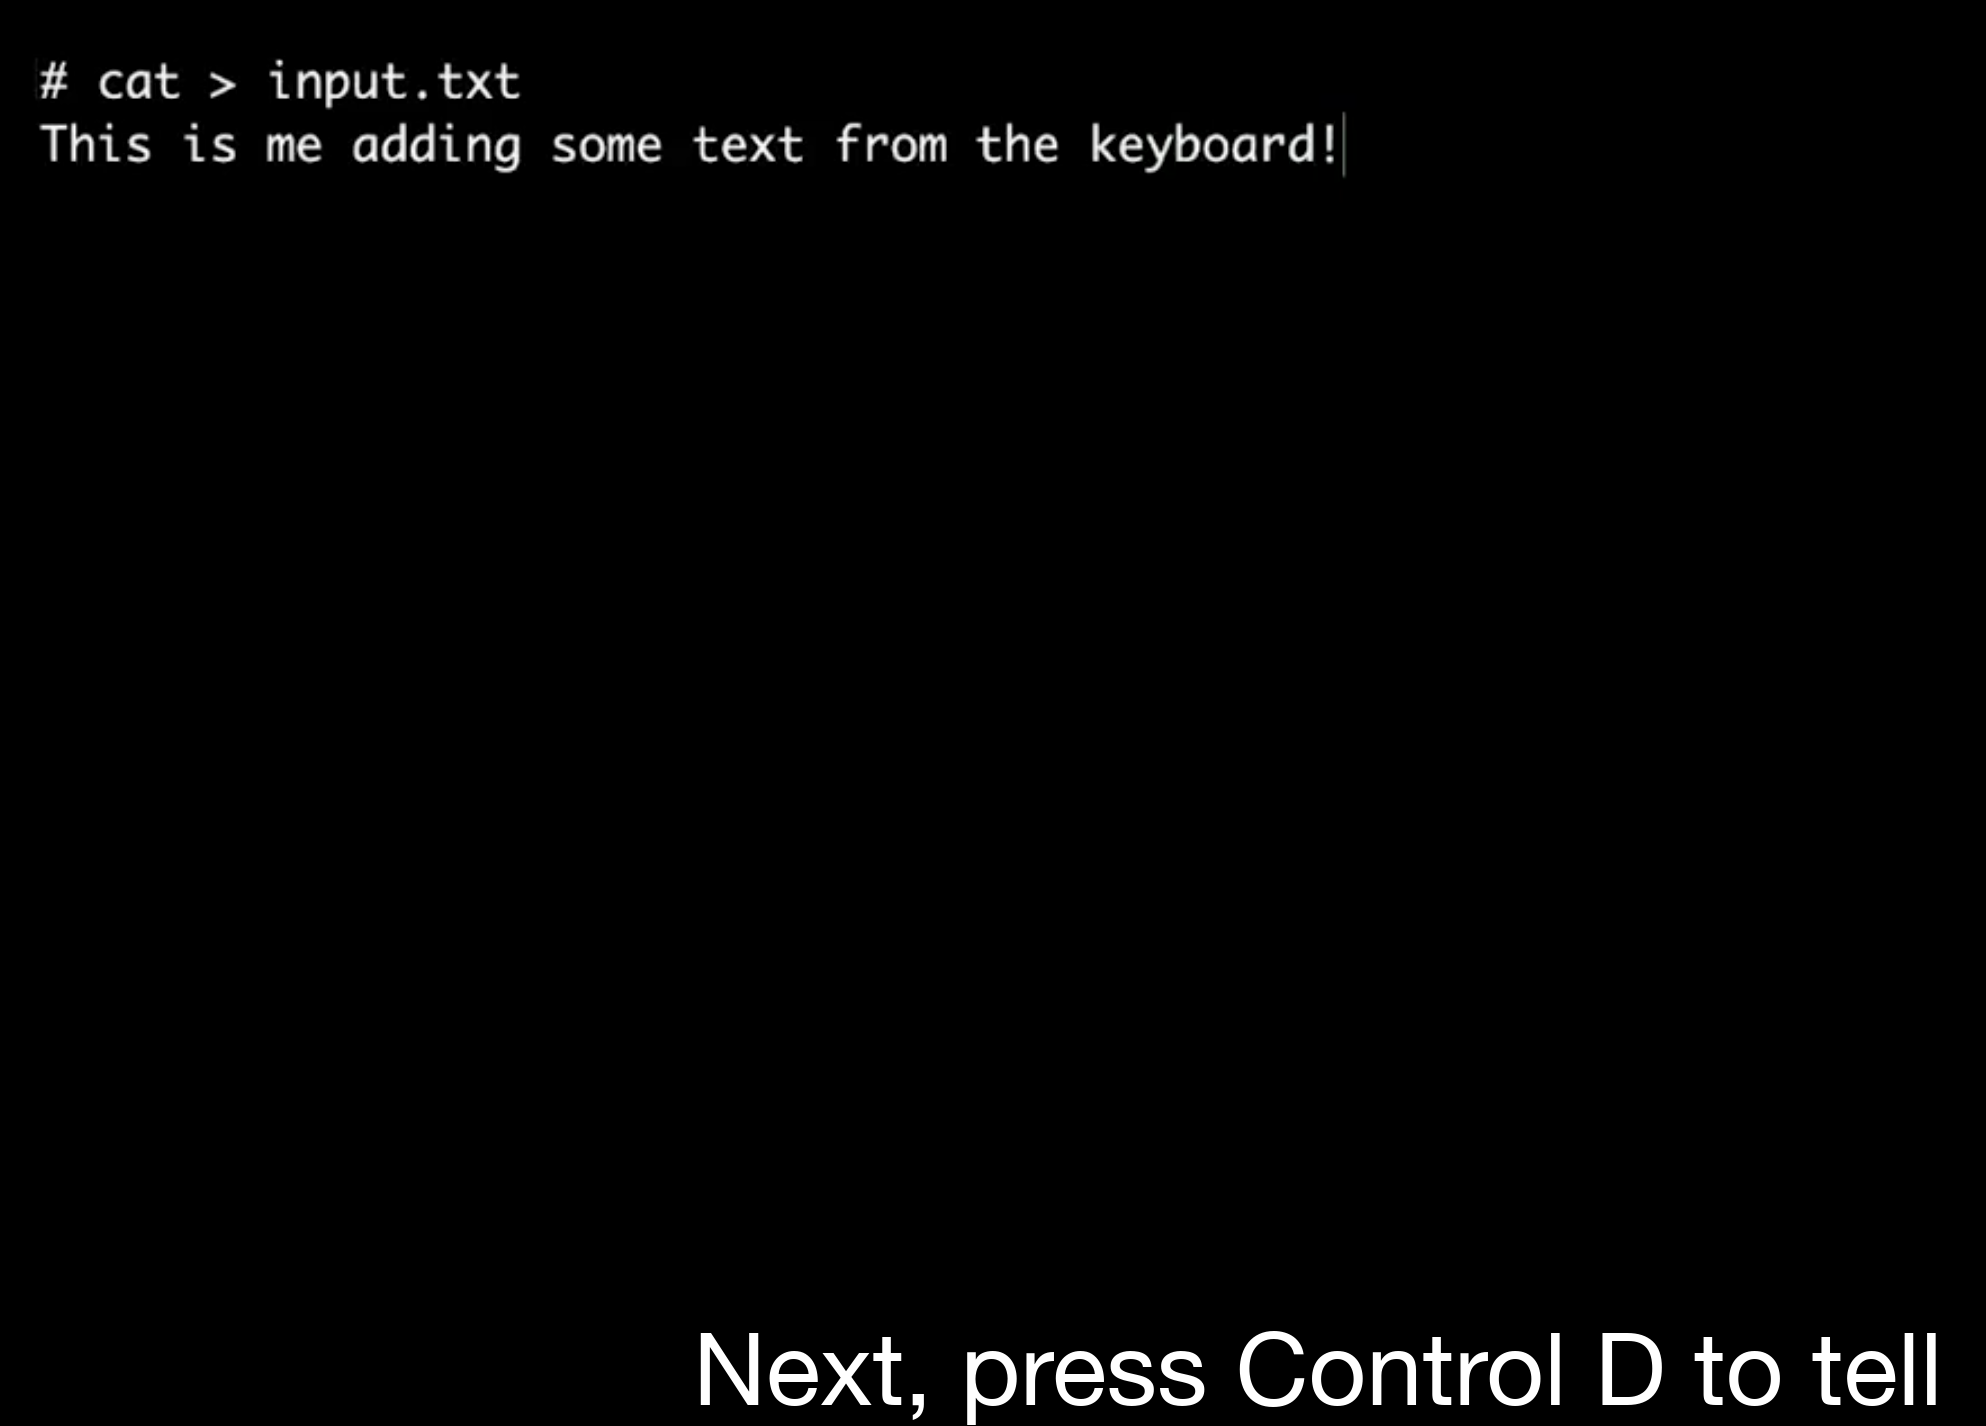 # cat > input.txt
This is me adding some text from the keyboard!
Next, press Control D to tell